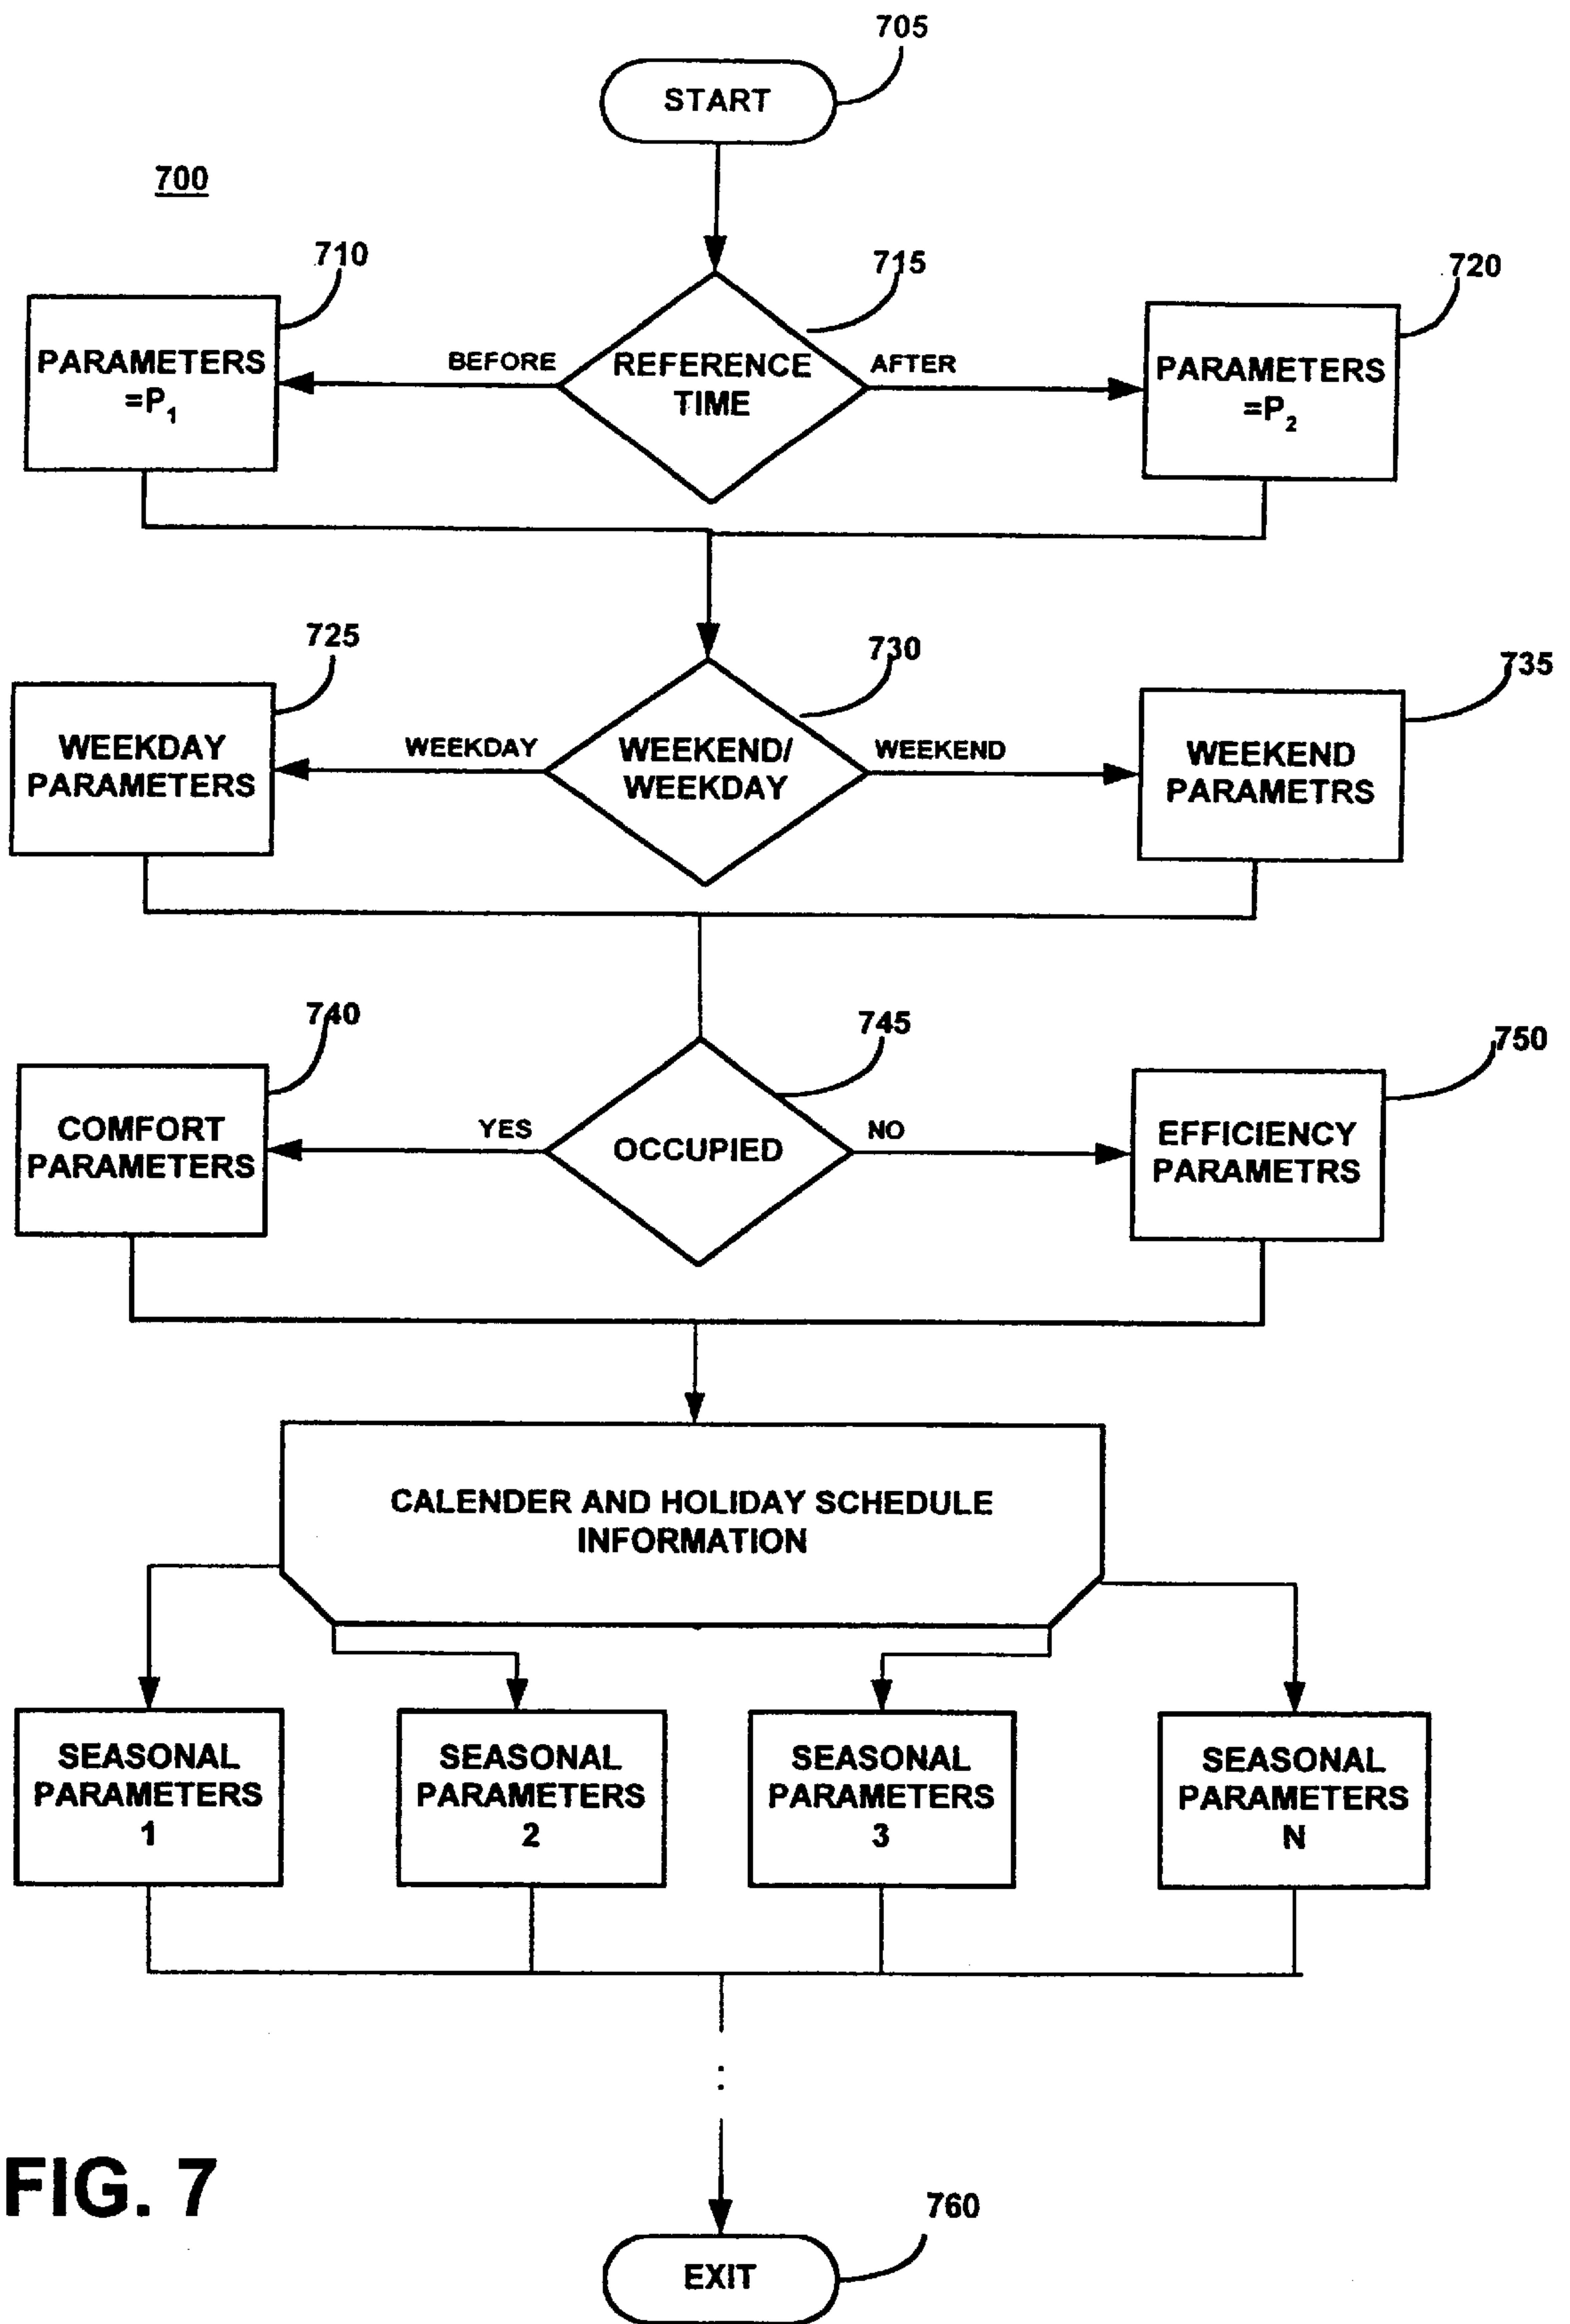 705
START
700
710
715
720
PARAMETERS
=P₁
BEFORE
REFERENCE
TIME
AFTER
PARAMETERS
=P₂
725
730
735
WEEKDAY
PARAMETERS
WEEKDAY
WEEKEND/
WEEKDAY
WEEKEND
WEEKEND
PARAMETRS
740
745
750
COMFORT
PARAMETERS
YES
OCCUPIED
NO
EFFICIENCY
PARAMETRS
CALENDER AND HOLIDAY SCHEDULE
INFORMATION
SEASONAL
PARAMETERS
1
SEASONAL
PARAMETERS
2
SEASONAL
PARAMETERS
3
SEASONAL
PARAMETERS
N
FIG. 7
760
EXIT